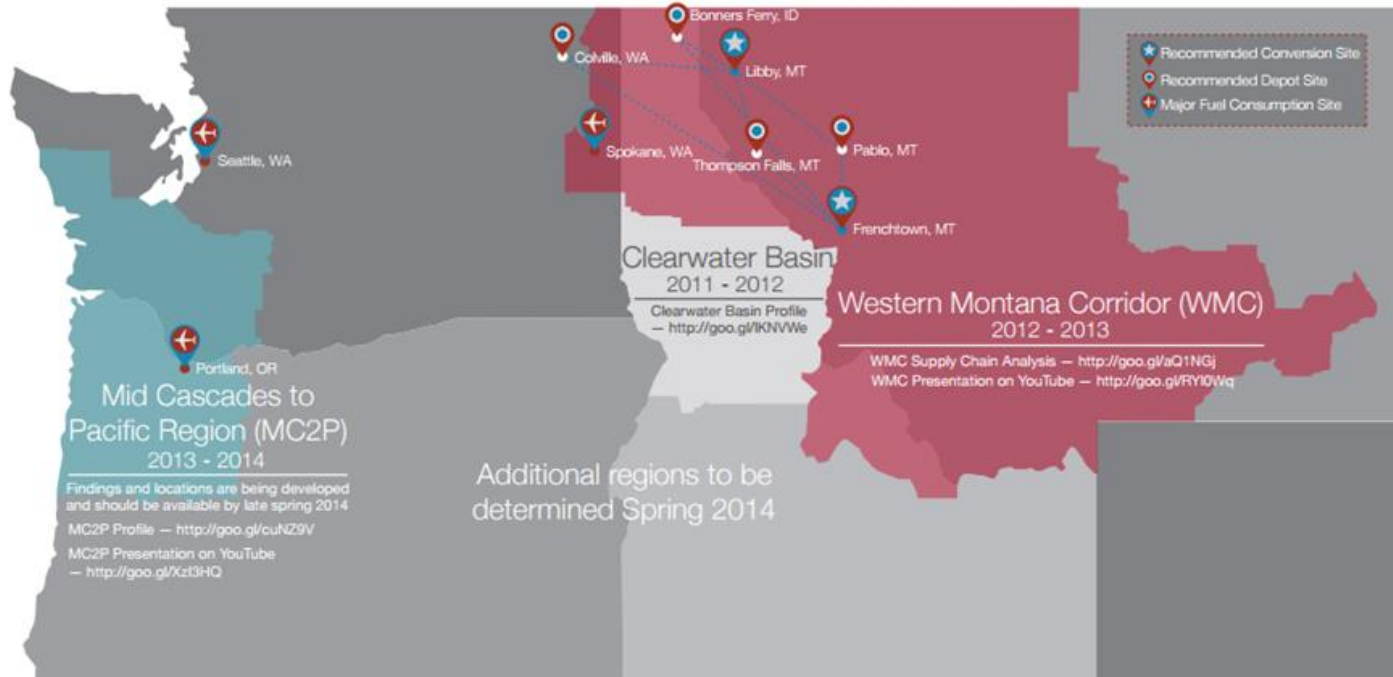 Bonners Ferry, ID
Colville, WA
Libby, MT
Recommended Conversion Site
Recommended Depot Site
Major Fuel Consumption Site
Seattle, WA
Spokane, WA
Thompson Falls, MT
Pablo, MT
Frenchtown, MT
Clearwater Basin
2011 - 2012
Clearwater Basin Profile
— http://goo.gl/IKNVWe
Western Montana Corridor (WMC)
2012 - 2013
WMC Supply Chain Analysis — http://goo.gl/aQ1NGj
WMC Presentation on YouTube — http://goo.gl/RYI0Wq
Portland, OR
Mid Cascades to
Pacific Region (MC2P)
2013 - 2014
Findings and locations are being developed
and should be available by late spring 2014
MC2P Profile — http://goo.gl/cuNZ9V
MC2P Presentation on YouTube
— http://goo.gl/XzI3HQ
Additional regions to be
determined Spring 2014